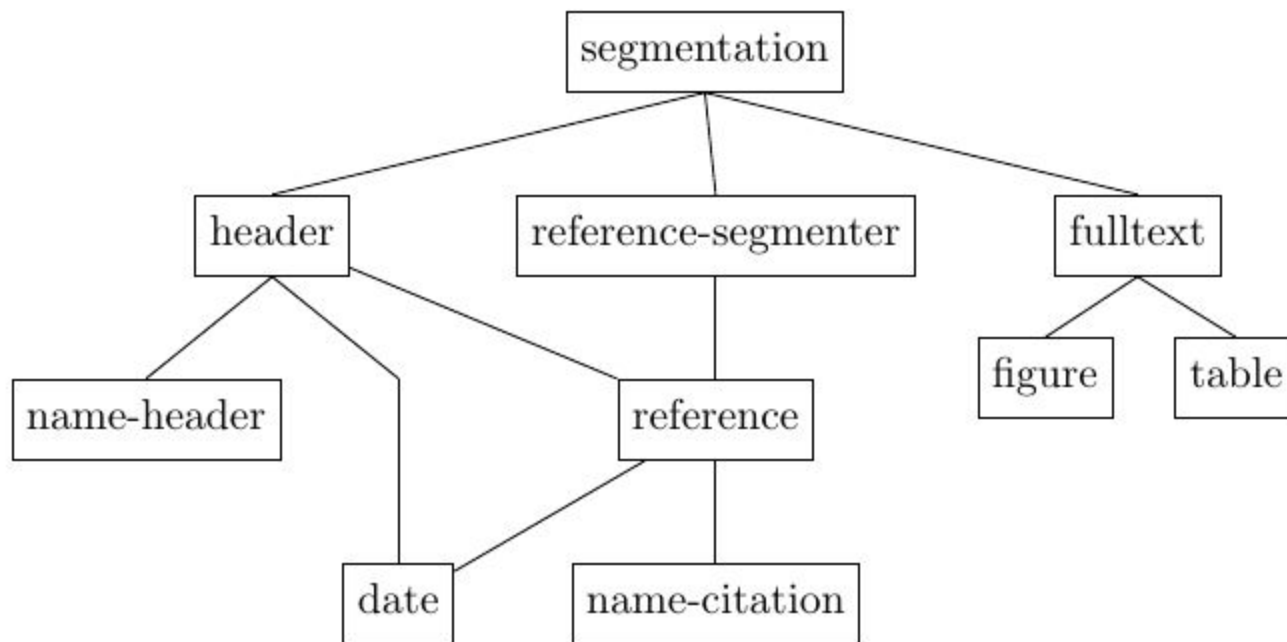 segmentation
header
reference-segmenter
fulltext
figure
table
name-header
reference
date
name-citation